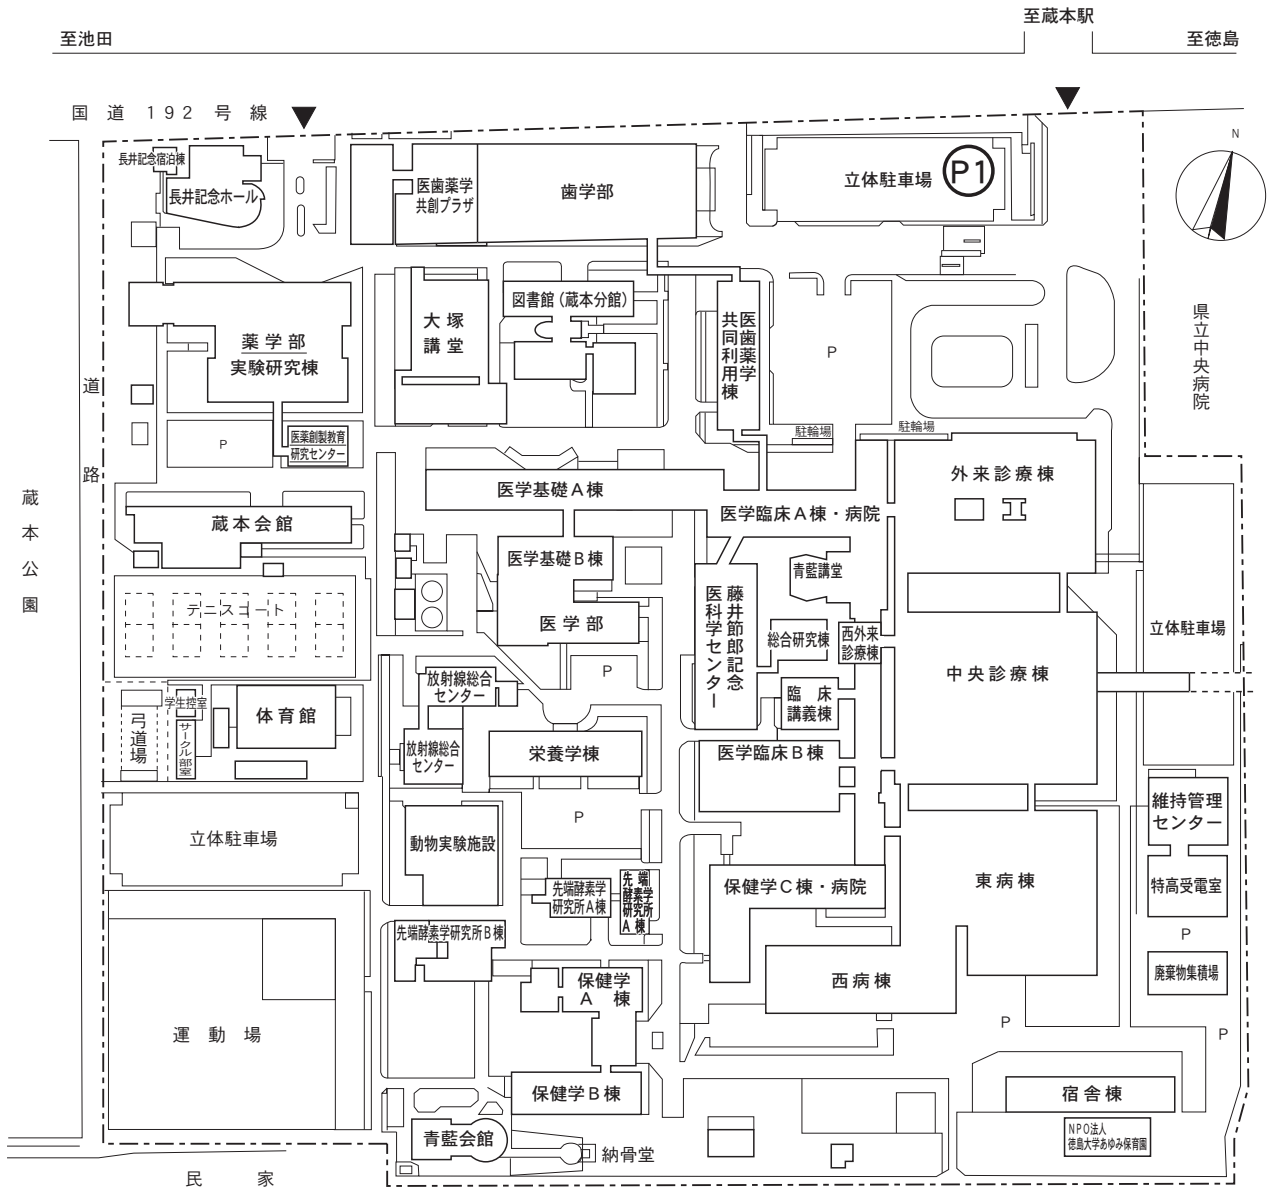 至蔵本駅
至池田
至徳島
国道192号線
N
長井記念宿泊棟
長井記念ホール
医歯薬学
共創プラザ
歯学部
立体駐車場
P1
大塚
講堂
図書館(蔵本分館)
医歯薬学
共同利用棟
P
県立中央病院
薬学部
実験研究棟
道路
P
医薬創製教育
研究センター
駐輪場
駐輪場
外来診療棟
蔵本公園
医学基礎A棟
医学臨床A棟・病院
蔵本会館
医学基礎B棟
青藍講堂
テニスコート
医学部
藤井節郎記念
医科学センター
総合研究棟
西外来
診療棟
立体駐車場
中央診療棟
P
放射線総合
センター
臨床
講義棟
学生控室
サークル部室
弓道場
体育館
放射線総合
センター
栄養学棟
医学臨床B棟
維持管理
センター
立体駐車場
P
動物実験施設
先端酵素学
研究所A棟
先端
酵素学
研究所
A棟
保健学C棟・病院
東病棟
特高受電室
P
先端酵素学研究所B棟
保健学
A棟
西病棟
廃棄物集積場
P
P
運動場
保健学B棟
宿舎棟
青藍会館
納骨堂
NPO法人
徳島大学あゆみ保育園
民家